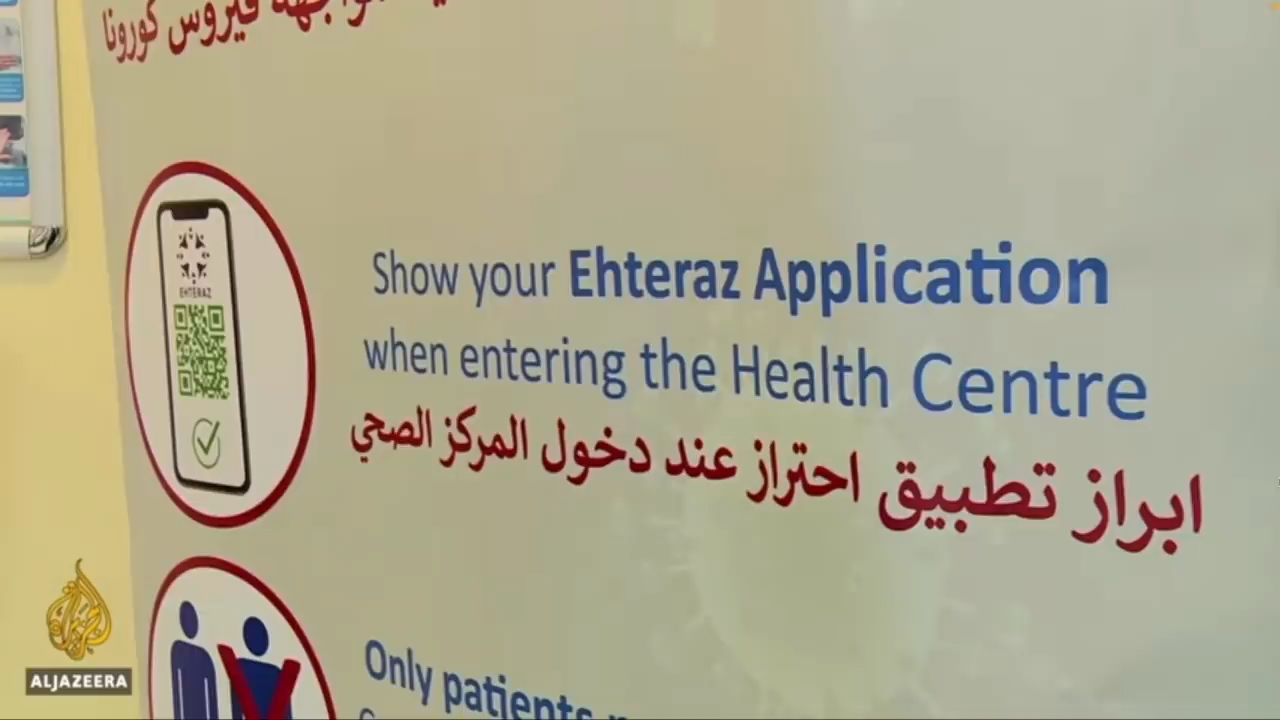 فيروس كورونا
EHTERAZ
Show your Ehteraz Application
when entering the Health Centre
ابراز تطبيق احتراز عند دخول المركز الصحي
Only patients
ALJAZEERA